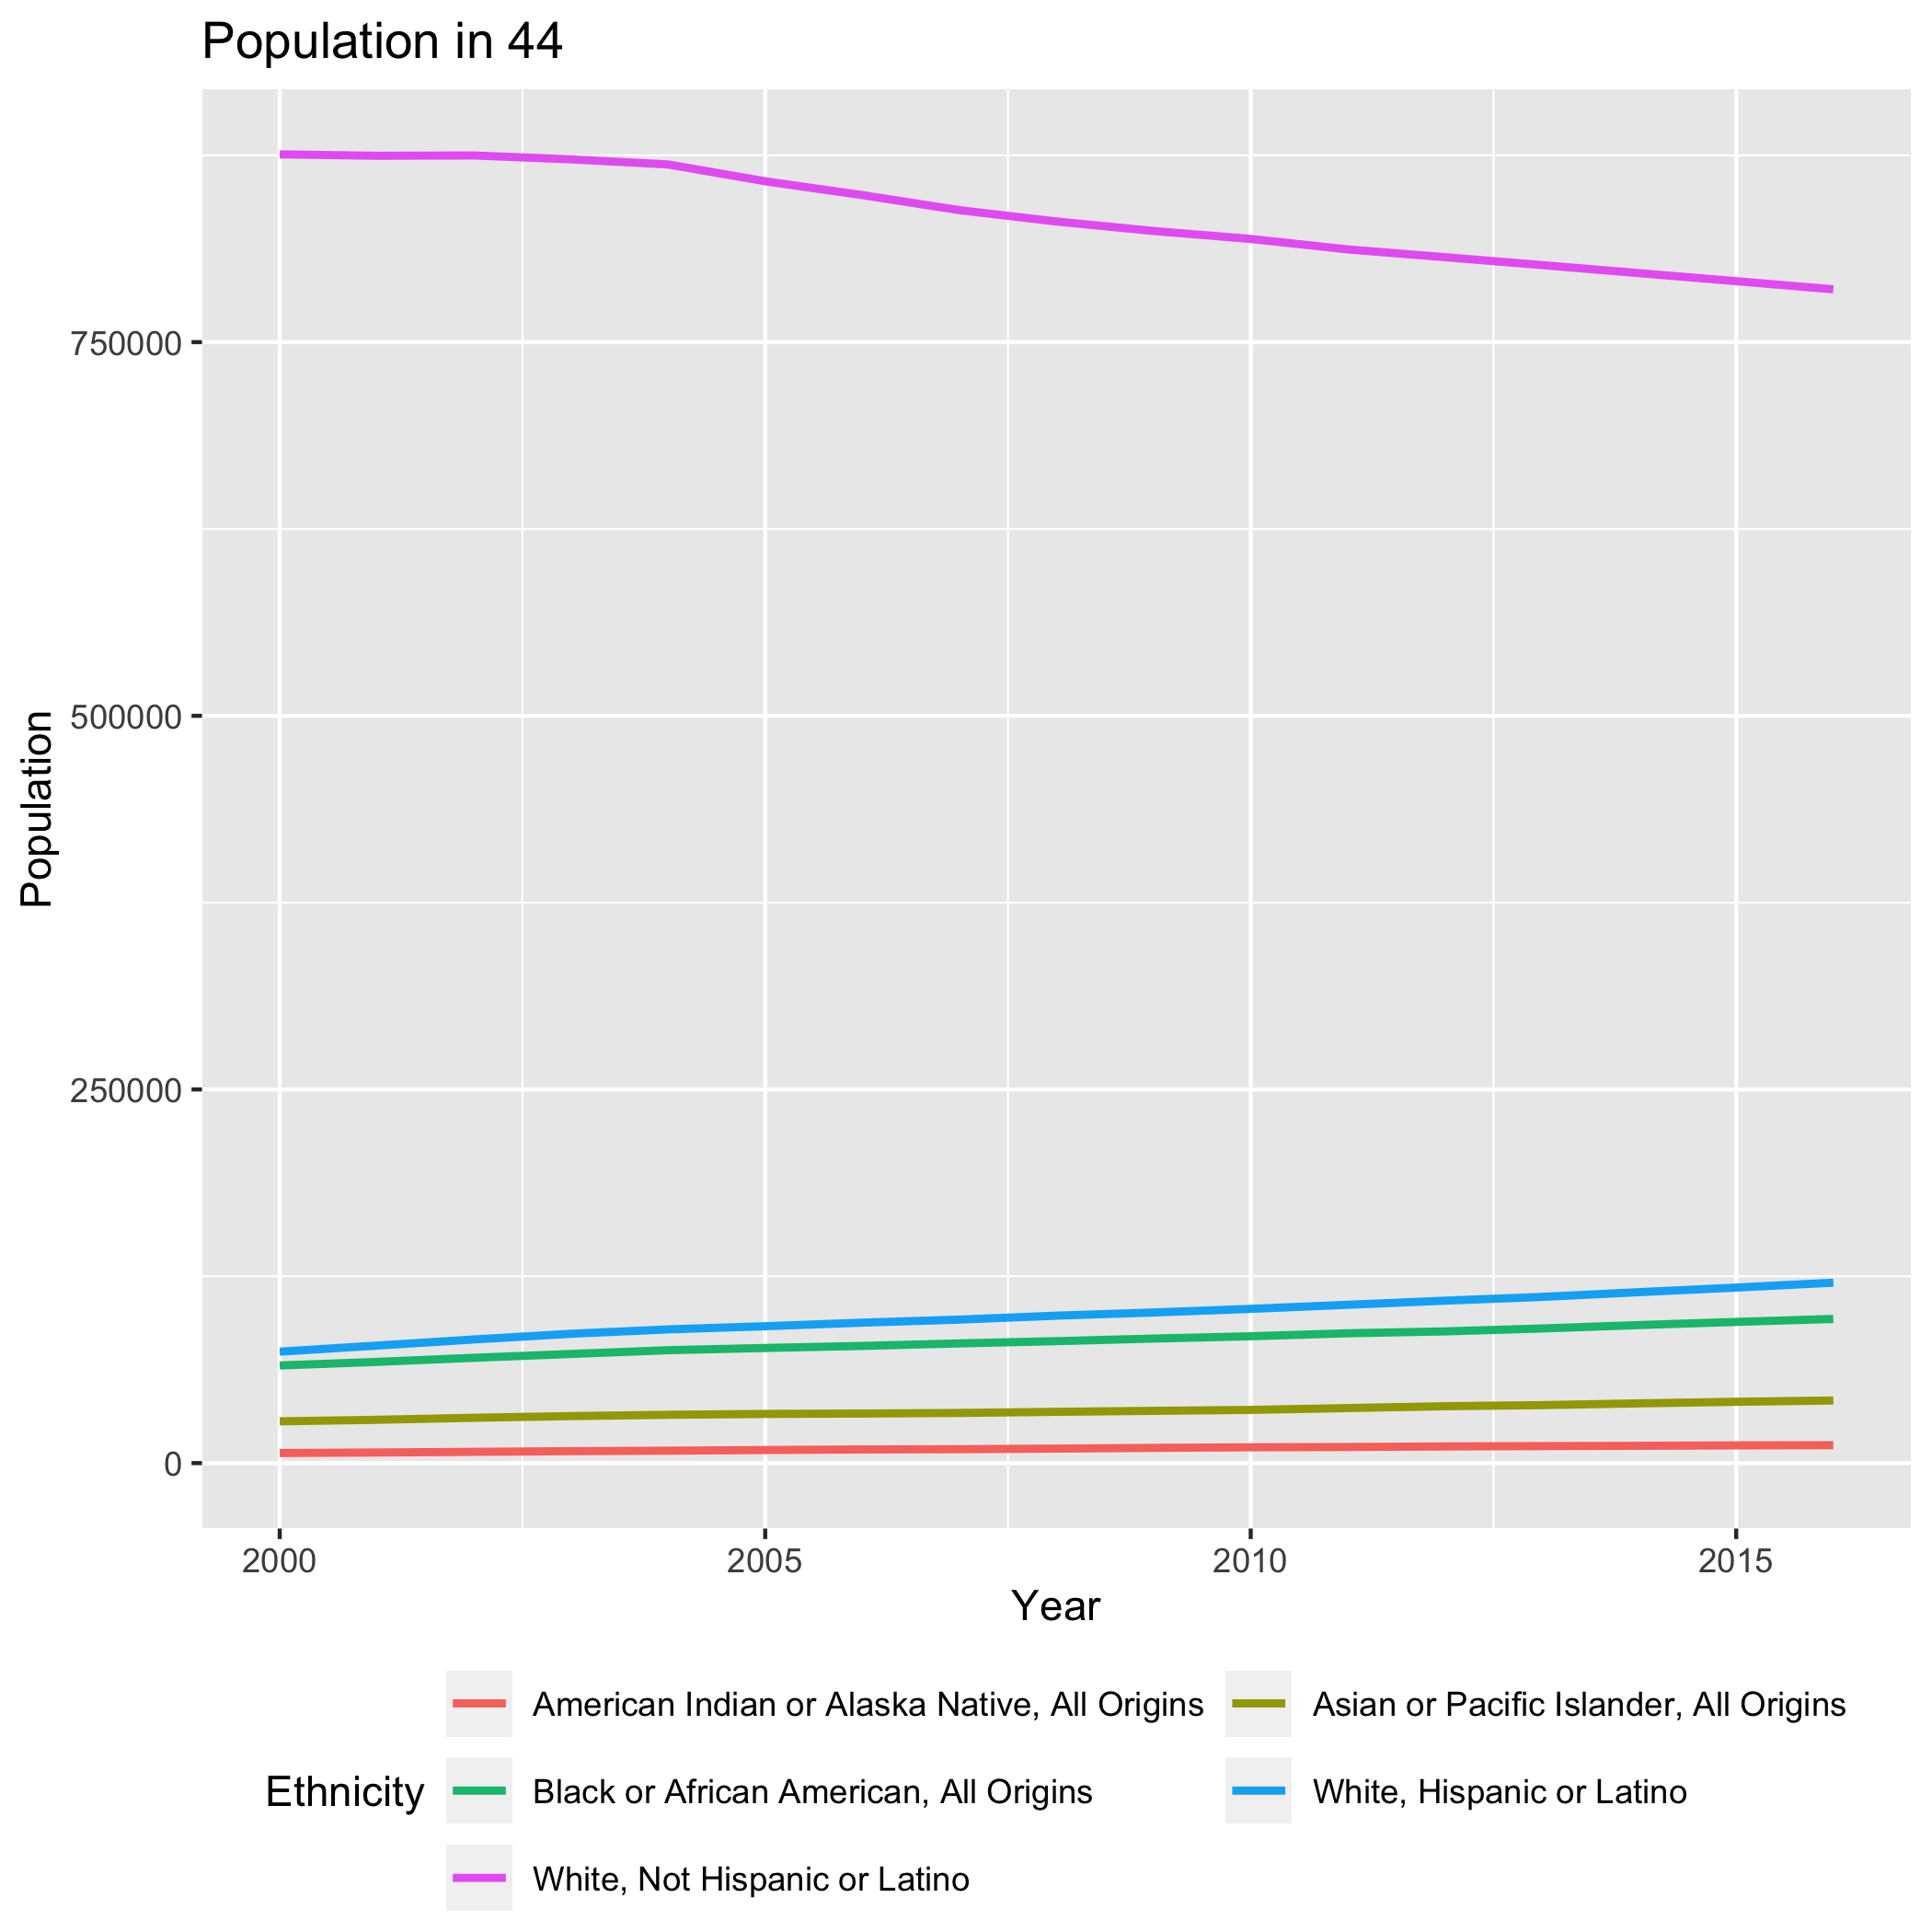 Population in 44
Population
750000
500000
250000
0
2000 2005 2010 2015
Year
Ethnicity
American Indian or Alaska Native, All Origins
Asian or Pacific Islander, All Origins
Black or African American, All Origins
White, Hispanic or Latino
White, Not Hispanic or Latino